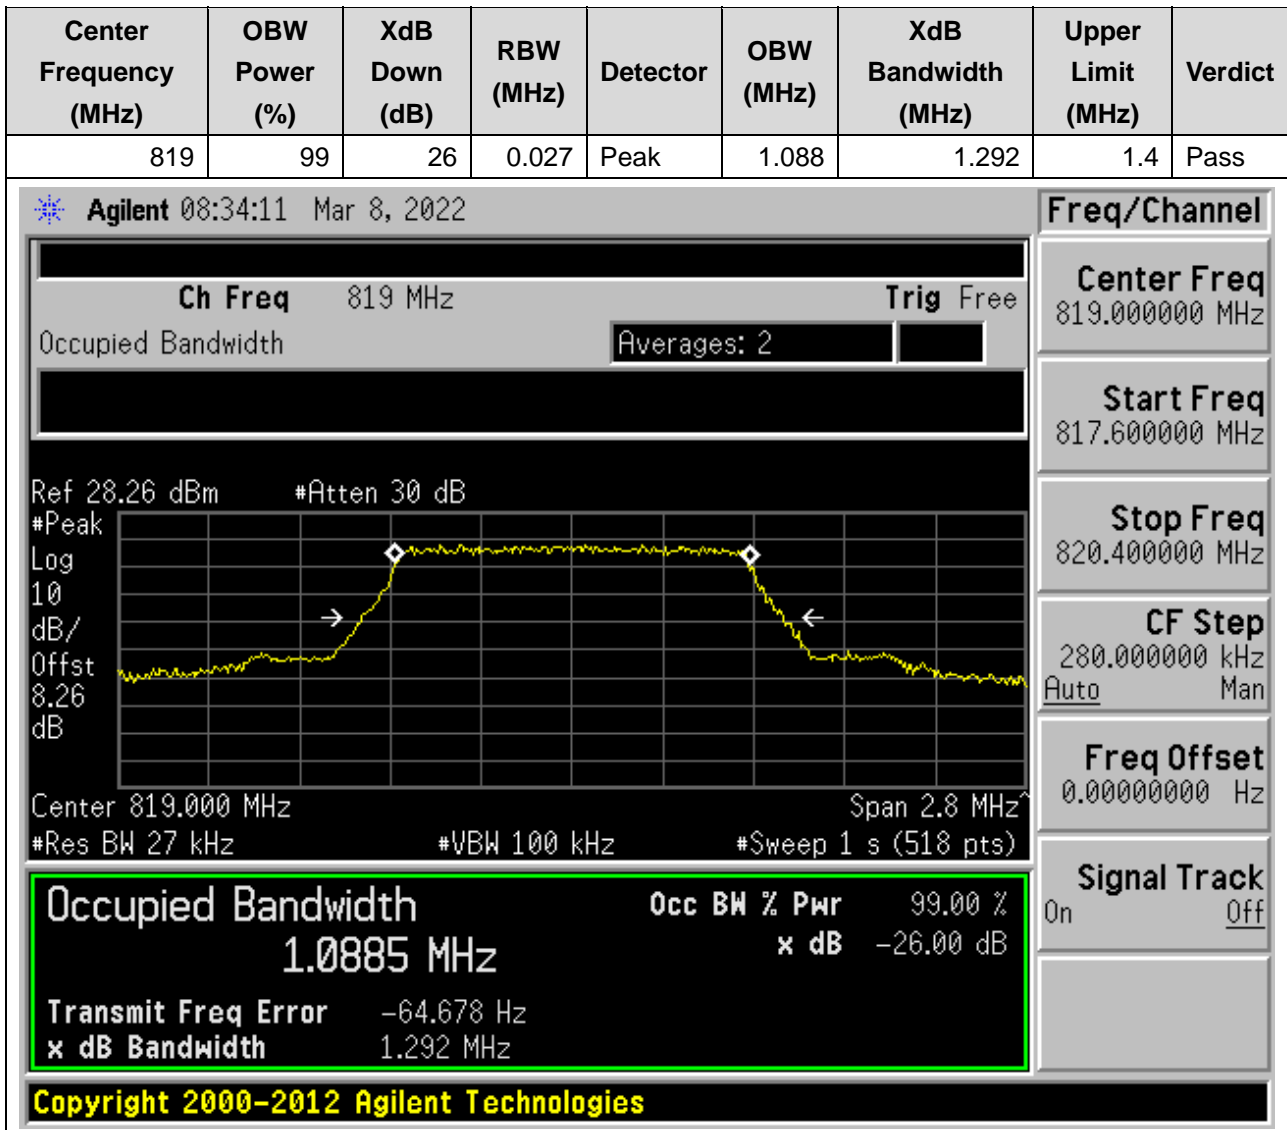 Center Frequency (MHz) OBW Power (%) XdB Down (dB) RBW (MHz) Detector OBW (MHz) XdB Bandwidth (MHz) Upper Limit (MHz) Verdict
819 99 26 0.027 Peak 1.088 1.292 1.4 Pass
Agilent 08:34:11 Mar 8, 2022
Freq/Channel
Ch Freq 819 MHz Trig Free
Occupied Bandwidth Averages: 2
Ref 28.26 dBm #Atten 30 dB
#Peak
Log
10
dB/
Offst
8.26
dB
Center 819.000 MHz Span 2.8 MHz^
#Res BW 27 kHz #VBW 100 kHz #Sweep 1 s (518 pts)
Occupied Bandwidth Occ BW % Pwr 99.00 %
1.0885 MHz x dB -26.00 dB
Transmit Freq Error -64.678 Hz
x dB Bandwidth 1.292 MHz
Center Freq
819.000000 MHz
Start Freq
817.600000 MHz
Stop Freq
820.400000 MHz
CF Step
280.000000 kHz
Auto Man
Freq Offset
0.00000000 Hz
Signal Track
On Off
Copyright 2000-2012 Agilent Technologies